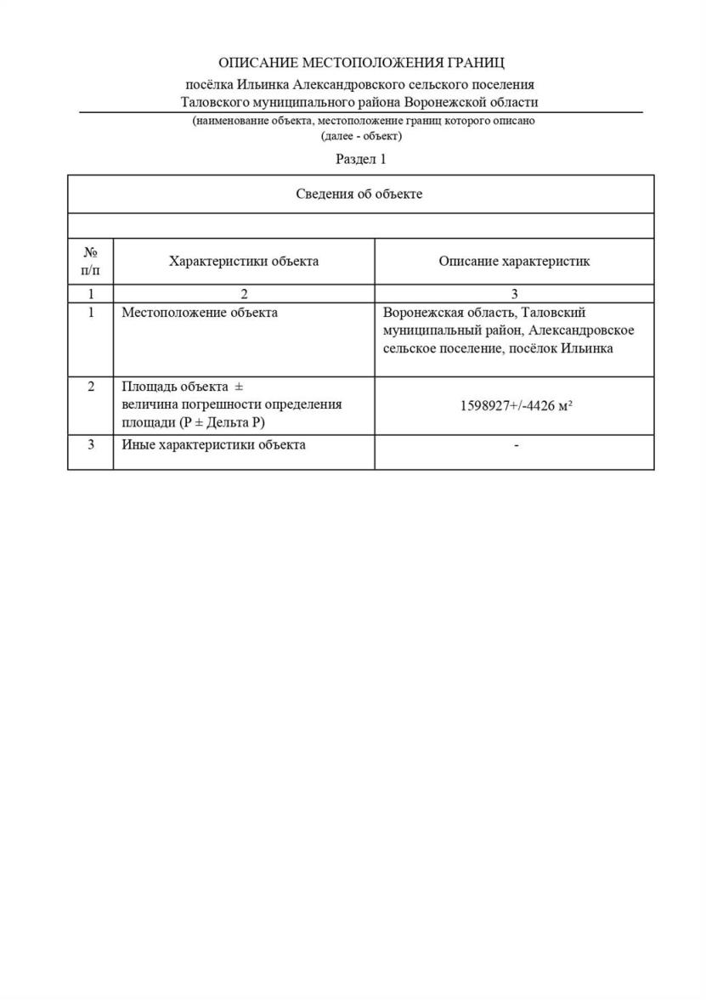 ОПИСАНИЕ МЕСТОПОЛОЖЕНИЯ ГРАНИЦ
посёлка Ильинка Александровского сельского поселения
Таловского муниципального района Воронежской области
(наименование объекта, местоположение границ которого описано
(далее - объект)
Раздел 1
Сведения об объекте
№
п/п
Характеристики объекта
Описание характеристик
1
2
3
1
Местоположение объекта
Воронежская область, Таловский
муниципальный район, Александровское
сельское поселение, посёлок Ильинка
2
Площадь объекта ±
величина погрешности определения
площади (Р ± Дельта Р)
1598927+/-4426 м²
3
Иные характеристики объекта
-